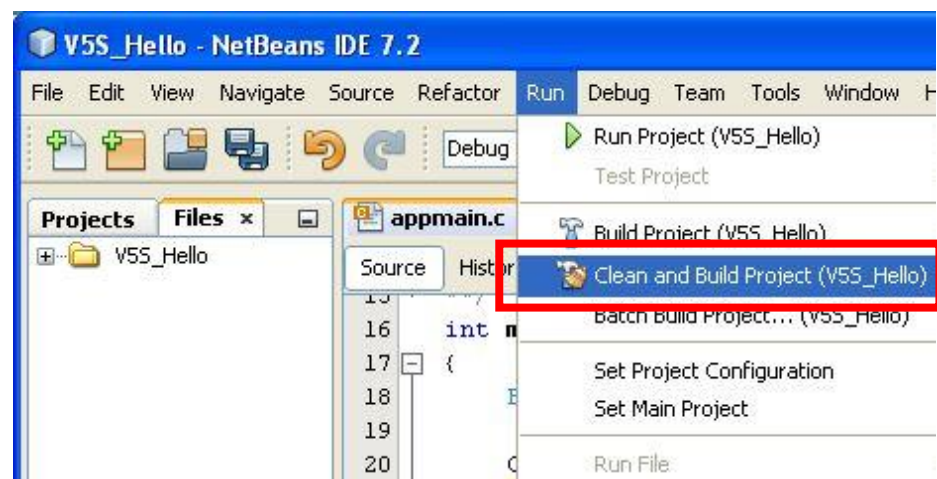 V5S_Hello - NetBeans IDE 7.2
File Edit View Navigate Source Refactor Run Debug Team Tools Window H
Debug
Run Project (V5S_Hello)
Test Project
Projects Files x
appmain.c
Build Project (V5S_Hello)
V5S_Hello
Source Histor
Clean and Build Project (V5S_Hello)
15 **/
Batch Build Project... (V5S_Hello)
16 int m
17 {
Set Project Configuration
18
Set Main Project
19
20
Run File